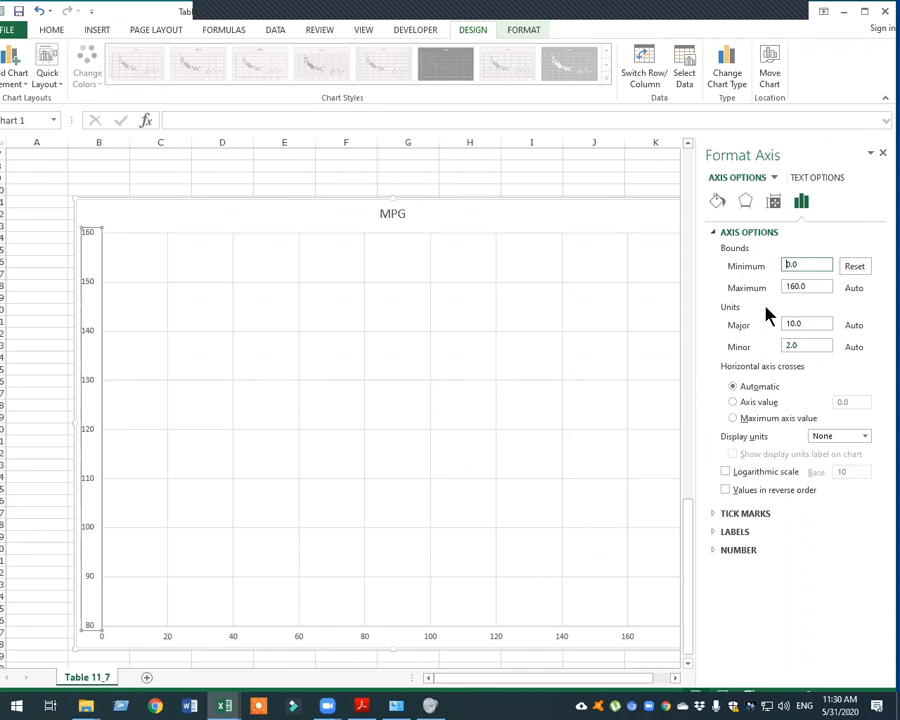 Tabl
Sign in
FILE HOME INSERT PAGE LAYOUT FORMULAS DATA REVIEW VIEW DEVELOPER DESIGN FORMAT
dd Chart
ement
Quick
Layout
Change
Colors
Switch Row/
Column
Select
Data
Change
Chart Type
Move
Chart
Chart Layouts
Chart Styles
Data
Type
Location
hart 1
fx
A B C D E F G H I J K
MPG
160
150
140
130
120
110
100
90
80
0 20 40 60 80 100 120 140 160
Format Axis
AXIS OPTIONS TEXT OPTIONS
AXIS OPTIONS
Bounds
Minimum 0.0 Reset
Maximum 160.0 Auto
Units
Major 10.0 Auto
Minor 2.0 Auto
Horizontal axis crosses
Automatic
Axis value 0.0
Maximum axis value
Display units None
Show display units label on chart
Logarithmic scale Base 10
Values in reverse order
TICK MARKS
LABELS
NUMBER
Table 11_7
ENG
11:30 AM
5/31/2020